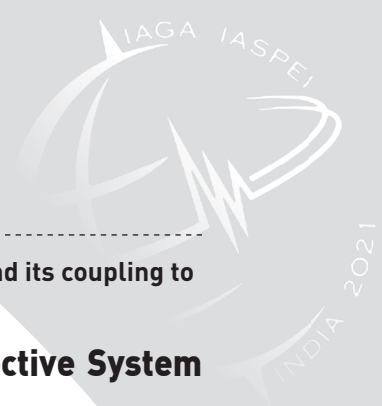 IAGA IASPEI
INDIA 2021
nd its coupling to
ctive System